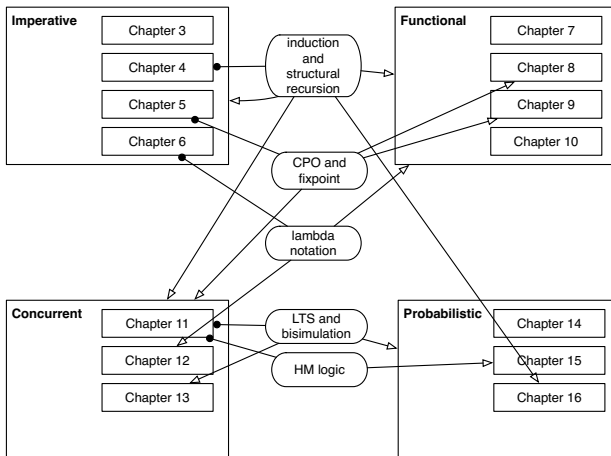 Imperative
Chapter 3
Chapter 4
Chapter 5
Chapter 6
induction
and
structural
recursion
CPO and
fixpoint
lambda
notation
Functional
Chapter 7
Chapter 8
Chapter 9
Chapter 10
Concurrent
Chapter 11
Chapter 12
Chapter 13
LTS and
bisimulation
HM logic
Probabilistic
Chapter 14
Chapter 15
Chapter 16